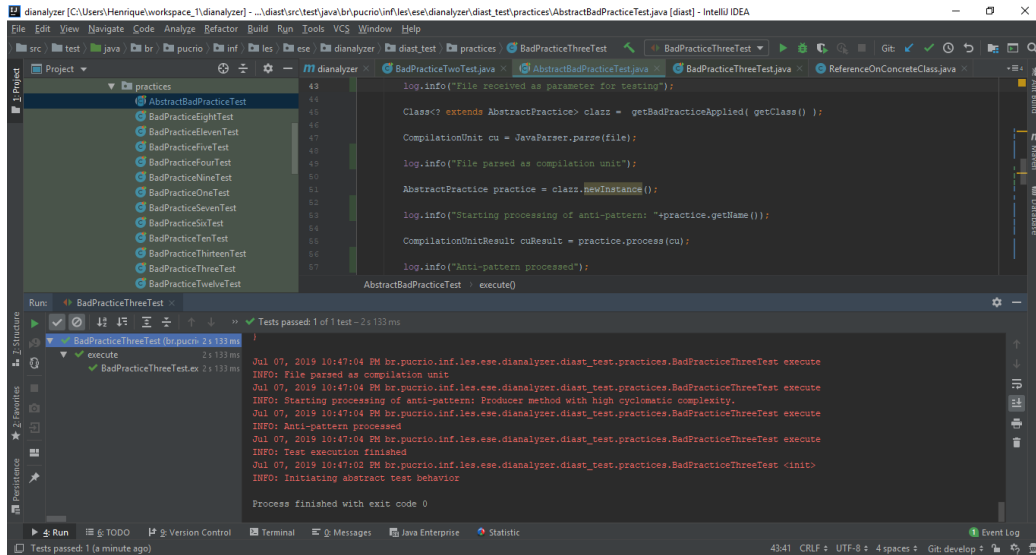 dianalyzer [C:\Users\Henrique\workspace_1\dianalyzer] - ...\diast\src\test\java\br\pucrio\inf\les\ese\dianalyzer\diast_test\practices\AbstractBadPracticeTest.java [diast] - IntelliJ IDEA
File Edit View Navigate Code Analyze Refactor Build Run Tools VCS Window Help
src test java br pucrio inf les ese dianalyzer diast_test practices BadPracticeThreeTest BadPracticeThreeTest Git:
Project dianalyzer BadPracticeTwoTest.java AbstractBadPracticeTest.java BadPracticeThreeTest.java ReferenceOnConcreteClass.java
1: Project
practices
AbstractBadPracticeTest
BadPracticeEightTest
BadPracticeElevenTest
BadPracticeFiveTest
BadPracticeFourTest
BadPracticeNineTest
BadPracticeOneTest
BadPracticeSevenTest
BadPracticeSixTest
BadPracticeTenTest
BadPracticeThirteenTest
BadPracticeThreeTest
BadPracticeTwelveTest
43 log.info("File received as parameter for testing");
44
45 Class<? extends AbstractPractice> clazz = getBadPracticeApplied( getClass() );
46
47 CompilationUnit cu = JavaParser.parse(file);
48
49 log.info("File parsed as compilation unit");
50
51 AbstractPractice practice = clazz.newInstance();
52
53 log.info("Starting processing of anti-pattern: "+practice.getName());
54
55 CompilationUnitResult cuResult = practice.process(cu);
56
57 log.info("Anti-pattern processed");
AbstractBadPracticeTest execute()
Ant Build
Maven
Database
Run: BadPracticeThreeTest
Tests passed: 1 of 1 test – 2 s 133 ms
BadPracticeThreeTest (br.pucri 2 s 133 ms
execute 2 s 133 ms
BadPracticeThreeTest.ex 2 s 133 ms
}
Jul 07, 2019 10:47:04 PM br.pucrio.inf.les.ese.dianalyzer.diast_test.practices.BadPracticeThreeTest execute
INFO: File parsed as compilation unit
Jul 07, 2019 10:47:04 PM br.pucrio.inf.les.ese.dianalyzer.diast_test.practices.BadPracticeThreeTest execute
INFO: Starting processing of anti-pattern: Producer method with high cyclomatic complexity.
Jul 07, 2019 10:47:04 PM br.pucrio.inf.les.ese.dianalyzer.diast_test.practices.BadPracticeThreeTest execute
INFO: Anti-pattern processed
Jul 07, 2019 10:47:04 PM br.pucrio.inf.les.ese.dianalyzer.diast_test.practices.BadPracticeThreeTest execute
INFO: Test execution finished
Jul 07, 2019 10:47:02 PM br.pucrio.inf.les.ese.dianalyzer.diast_test.practices.BadPracticeThreeTest <init>
INFO: Initiating abstract test behavior
Process finished with exit code 0
7: Structure
2: Favorites
Persistence
4: Run 6: TODO 9: Version Control Terminal 0: Messages Java Enterprise Statistic 1 Event Log
Tests passed: 1 (a minute ago) 43:41 CRLF UTF-8 4 spaces Git: develop